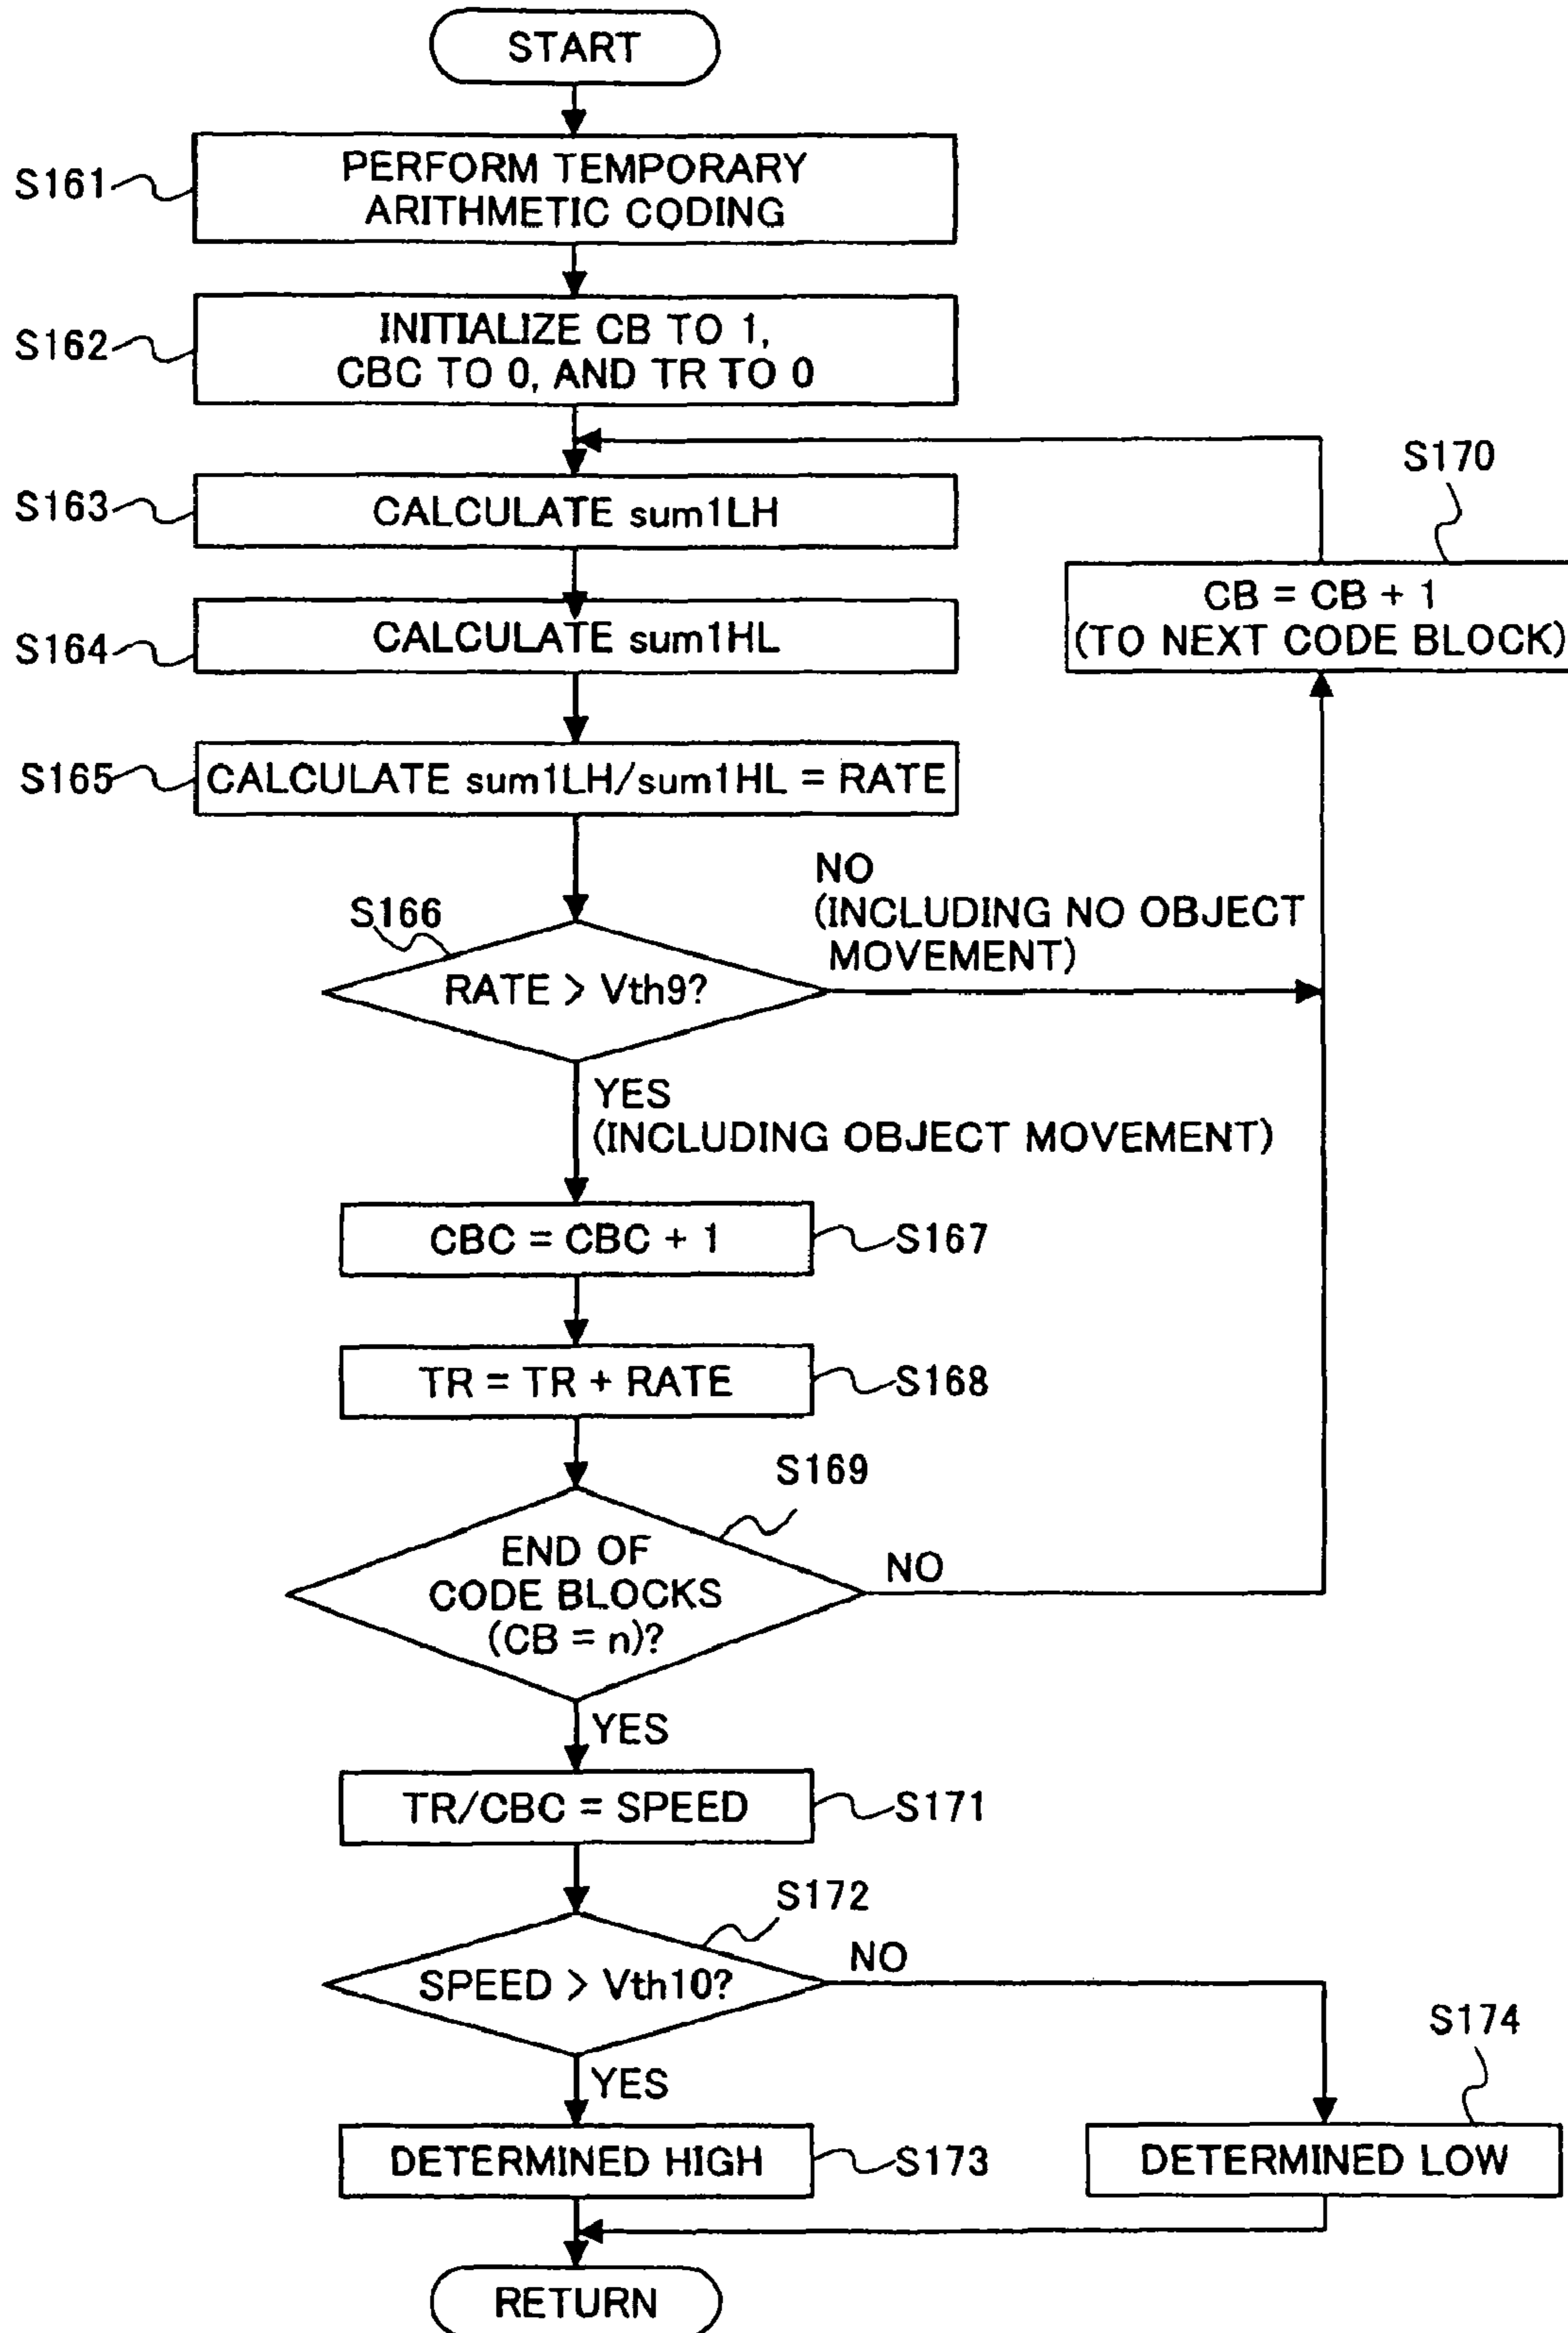 START
S161
PERFORM TEMPORARY
ARITHMETIC CODING
S162
INITIALIZE CB TO 1,
CBC TO 0, AND TR TO 0
S163
CALCULATE sum1LH
S170
CB = CB + 1
(TO NEXT CODE BLOCK)
S164
CALCULATE sum1HL
S165
CALCULATE sum1LH/sum1HL = RATE
S166
RATE > Vth9?
NO
(INCLUDING NO OBJECT
MOVEMENT)
YES
(INCLUDING OBJECT MOVEMENT)
CBC = CBC + 1
S167
TR = TR + RATE
S168
S169
END OF
CODE BLOCKS
(CB = n)?
NO
YES
TR/CBC = SPEED
S171
S172
SPEED > Vth10?
NO
YES
S174
DETERMINED HIGH
S173
DETERMINED LOW
RETURN